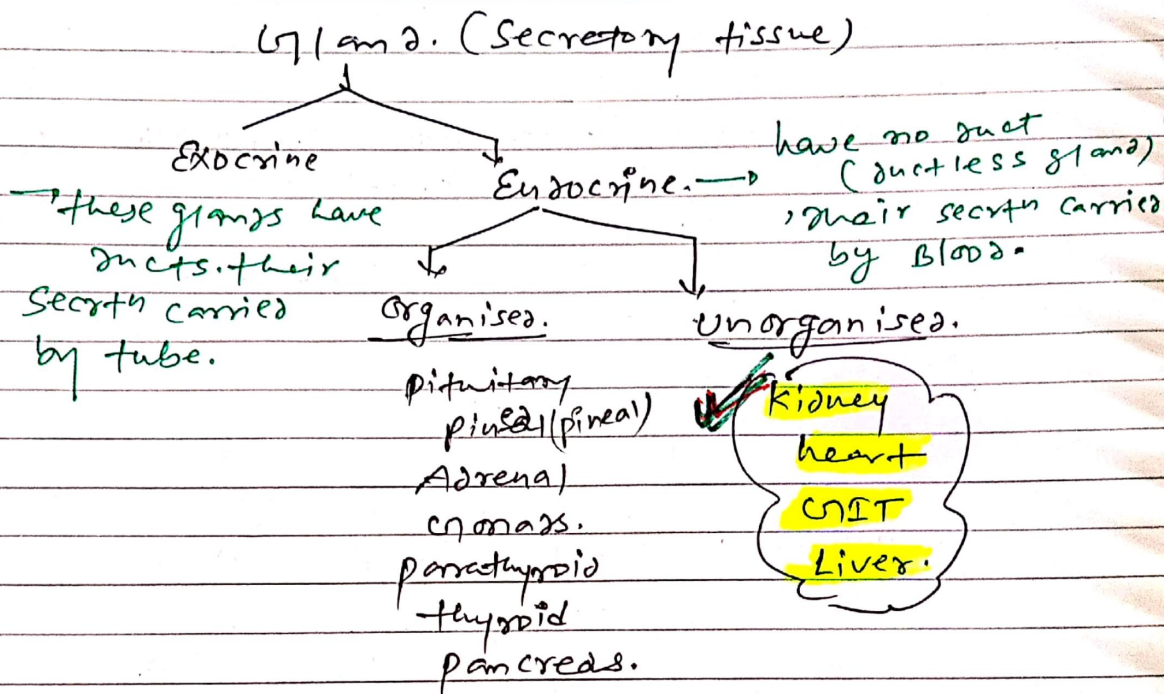 Gland. (Secretory tissue)
Exocrine
→ these glands have
ducts. their
Secrtn carried
by tube.
Endocrine. →
have no duct
(ductless gland)
, their secrtn carried
by Blood.
Organised.
Pituitary
(pineal)
Adrenal
Gonads.
parathyroid
thyroid
pancreas.
Unorganised.
Kidney
heart
GIT
Liver.